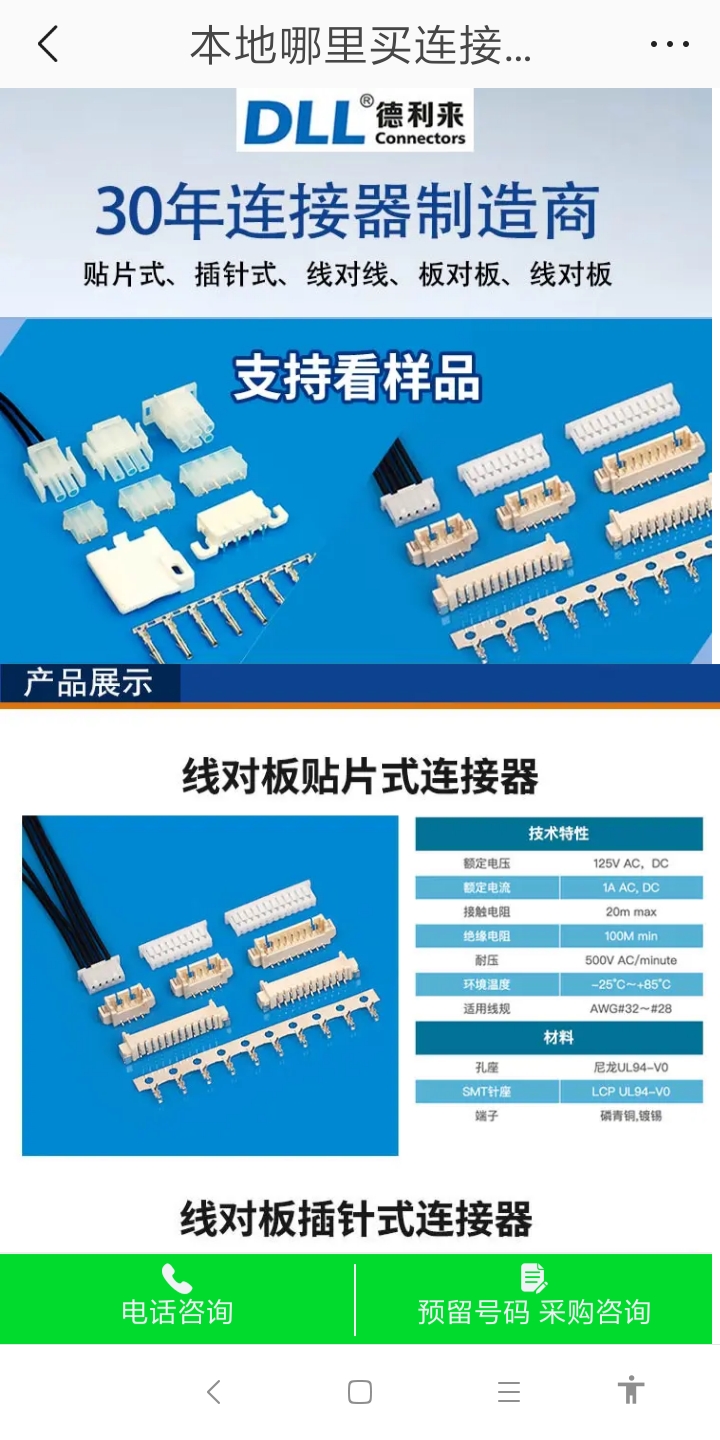 本地哪里买连接...
DLL® 德利来
Connectors
30年连接器制造商
贴片式、插针式、线对线、板对板、线对板
支持看样品
产品展示
线对板贴片式连接器
技术特性
额定电压 125V AC，DC
额定电流 1A AC, DC
接触电阻 20m max
绝缘电阻 100M min
耐压 500V AC/minute
环境温度 -25°C～+85°C
适用线规 AWG#32～#28
材料
孔座 尼龙UL94-V0
SMT针座 LCP UL94-V0
端子 磷青铜,镀锡
线对板插针式连接器
电话咨询
预留号码 采购咨询